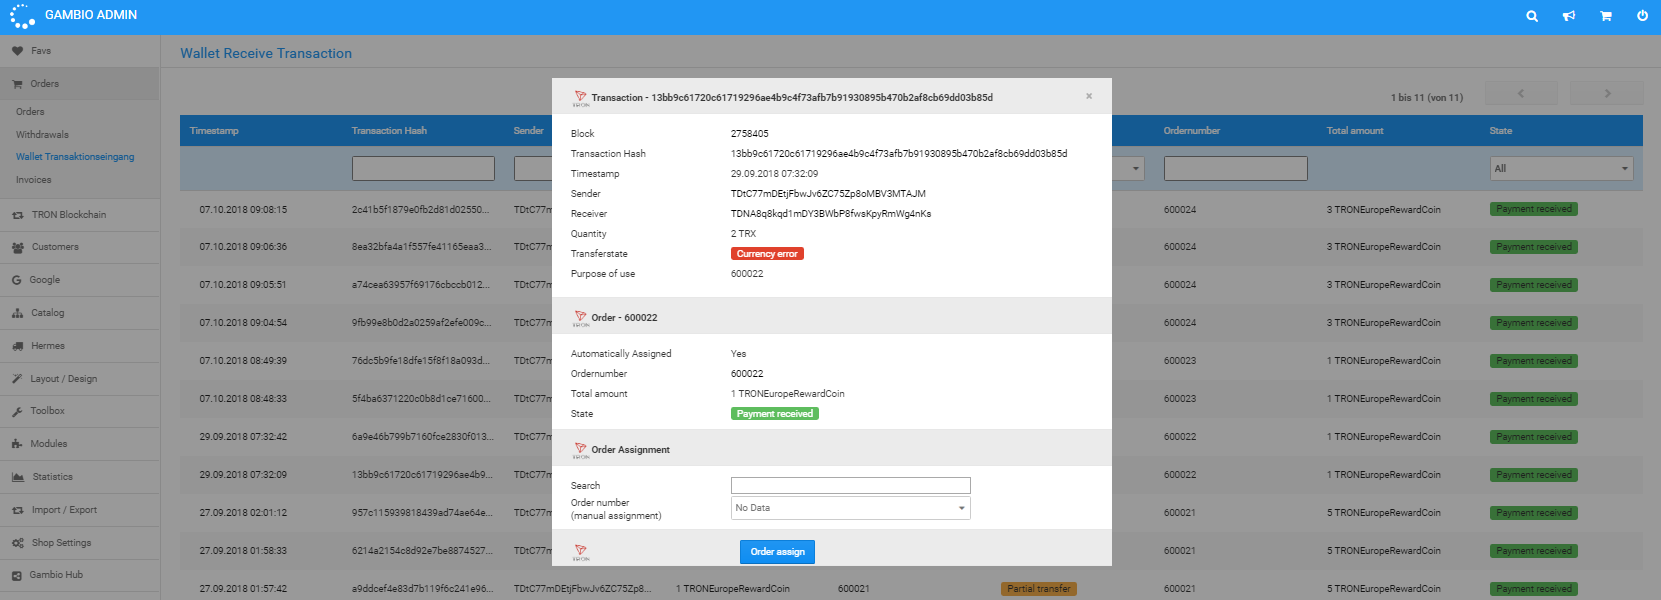 GAMBIO ADMIN
Favs
Orders
Orders
Withdrawals
Wallet Transaktionseingang
Invoices
TRON Blockchain
Customers
Google
Catalog
Hermes
Layout / Design
Toolbox
Modules
Statistics
Import / Export
Shop Settings
Gambio Hub
Wallet Receive Transaction
1 bis 11 (von 11)
Timestamp Transaction Hash Sender Ordernumber Total amount State
All
07.10.2018 09:08:15 2c41b5f1879e0fb2d81d02550... TDtC77m 600024 3 TRONEuropeRewardCoin Payment received
07.10.2018 09:06:36 8ea32bfa4a1f557fe41165eaa3... TDtC77m 600024 3 TRONEuropeRewardCoin Payment received
07.10.2018 09:05:51 a74cea63957f69176cbccb012... TDtC77m 600024 3 TRONEuropeRewardCoin Payment received
07.10.2018 09:04:54 9fb99e8b0d2a0259af2efe009c... TDtC77m 600024 3 TRONEuropeRewardCoin Payment received
07.10.2018 08:49:39 76dc5b9fe18dfe15f8f18a093d... TDtC77m 600023 1 TRONEuropeRewardCoin Payment received
07.10.2018 08:48:33 5f4ba6371220c0b8d1ce71600... TDtC77m 600023 1 TRONEuropeRewardCoin Payment received
29.09.2018 07:32:42 6a9e46b799b7160fce2830f013... TDtC77m 600022 1 TRONEuropeRewardCoin Payment received
29.09.2018 07:32:09 13bb9c61720c61719296ae4b9... TDtC77m 600022 1 TRONEuropeRewardCoin Payment received
27.09.2018 02:01:12 957c115939818439ad74ae64e... TDtC77m 600021 5 TRONEuropeRewardCoin Payment received
27.09.2018 01:58:33 6214a2154c8d92e7be8874527... TDtC77m 600021 5 TRONEuropeRewardCoin Payment received
27.09.2018 01:57:42 a9ddcef4e83d7b119f6c241e96... TDtC77mDEtjFbwJv6ZC75Zp8... 1 TRONEuropeRewardCoin 600021 Partial transfer 5 TRONEuropeRewardCoin Payment received
TRON Transaction - 13bb9c61720c61719296ae4b9c4f73afb7b91930895b470b2af8cb69dd03b85d ×
Block 2758405
Transaction Hash 13bb9c61720c61719296ae4b9c4f73afb7b91930895b470b2af8cb69dd03b85d
Timestamp 29.09.2018 07:32:09
Sender TDtC77mDEtjFbwJv6ZC75Zp8oMBV3MTAJM
Receiver TDNA8q8kqd1mDY3BWbP8fwsKpyRmWg4nKs
Quantity 2 TRX
Transferstate Currency error
Purpose of use 600022
TRON Order - 600022
Automatically Assigned Yes
Ordernumber 600022
Total amount 1 TRONEuropeRewardCoin
State Payment received
TRON Order Assignment
Search
Order number
(manual assignment) No Data
TRON Order assign